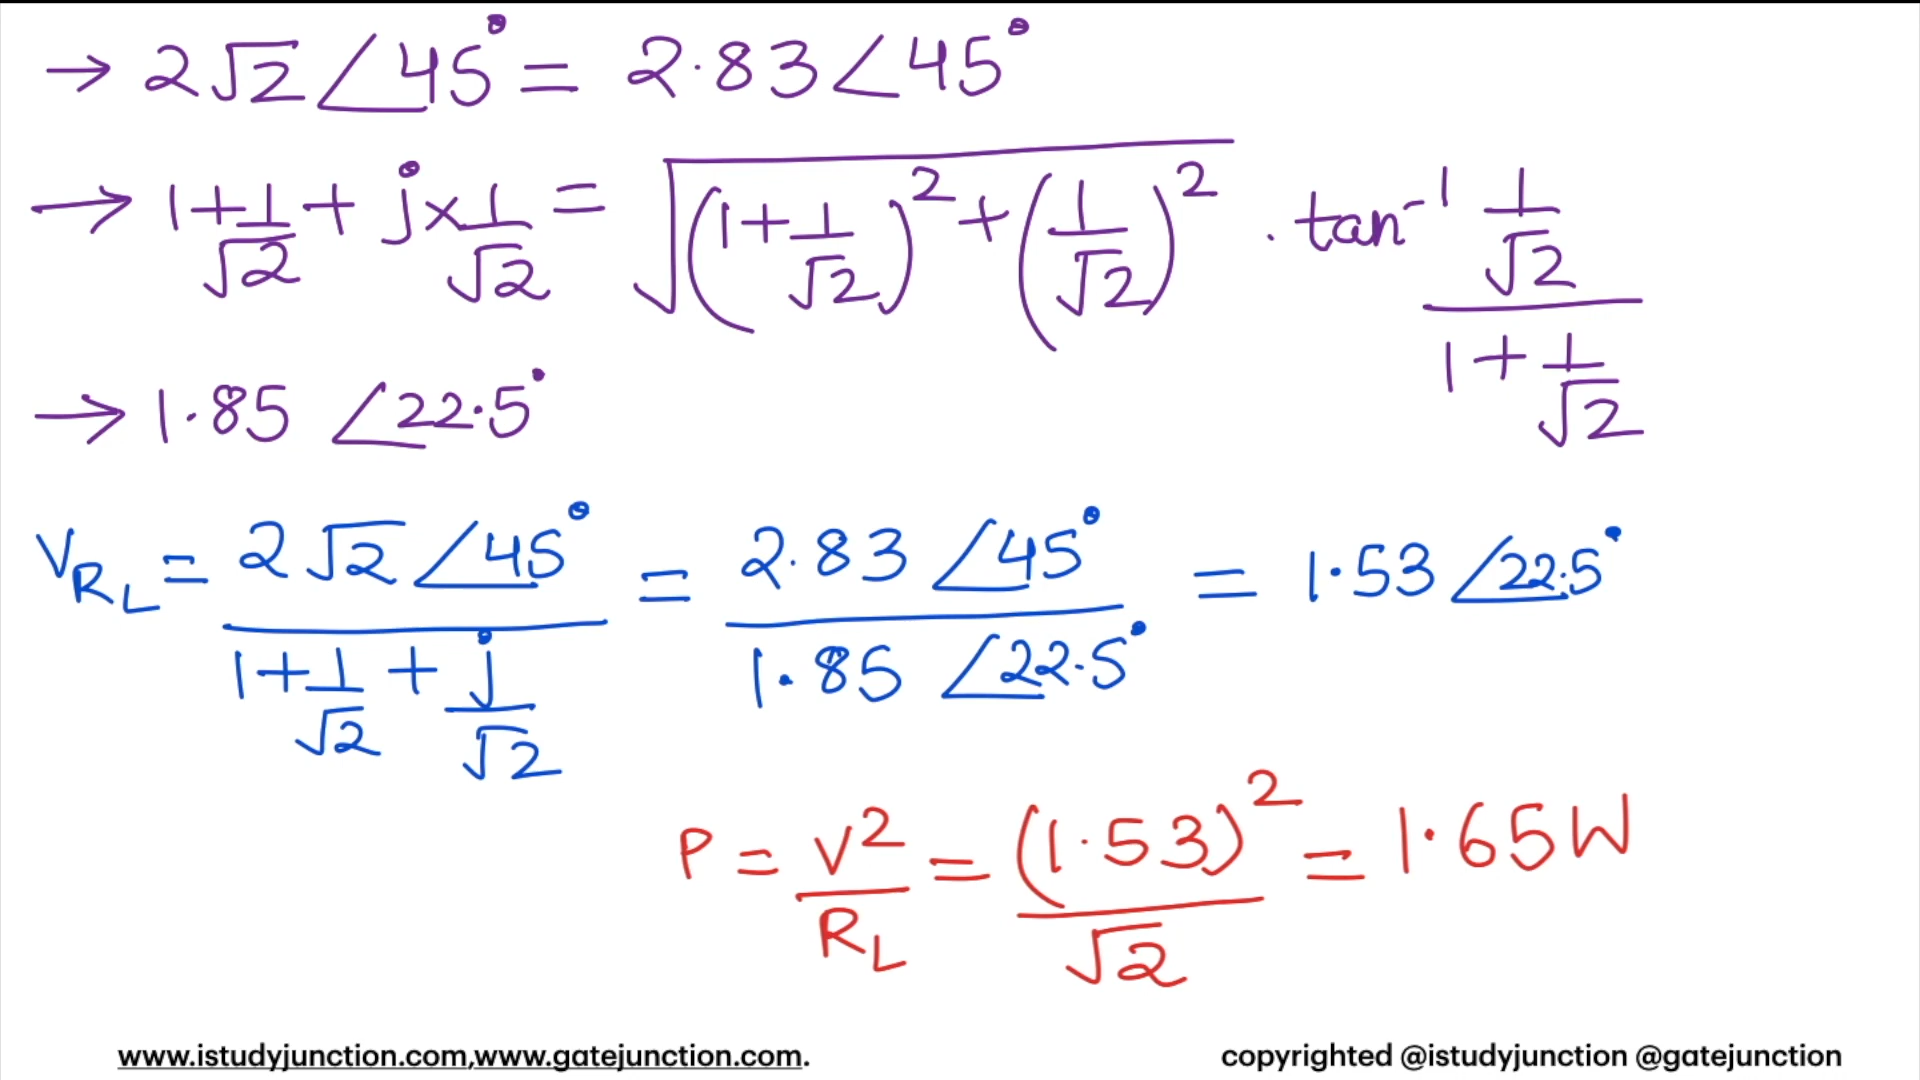 → 2√2 ∠45° = 2.83 ∠45°
→ 1 + 1/√2 + j × 1/√2 = √((1 + 1/√2)² + (1/√2)²) . tan⁻¹ (1/√2)/(1 + 1/√2)
→ 1.85 ∠22.5°
V_RL = (2√2 ∠45°)/(1 + 1/√2 + j/√2) = (2.83 ∠45°)/(1.85 ∠22.5°) = 1.53 ∠22.5°
P = V²/R_L = (1.53)²/√2 = 1.65W
www.istudyjunction.com,www.gatejunction.com.
copyrighted @istudyjunction @gatejunction